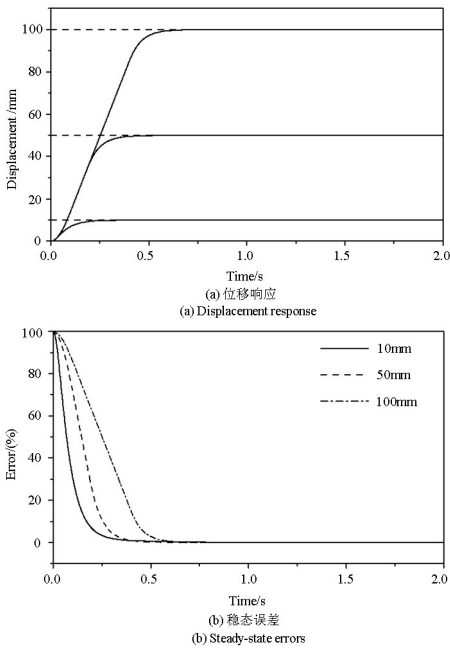 100
80
60
40
20
0
Displacement /mm
0.0 0.5 1.0 1.5 2.0
Time/s
(a) 位移响应
(a) Displacement response
100
80
60
40
20
0
Error/(%)
10mm
50mm
100mm
0.0 0.5 1.0 1.5 2.0
Time/s
(b) 稳态误差
(b) Steady-state errors